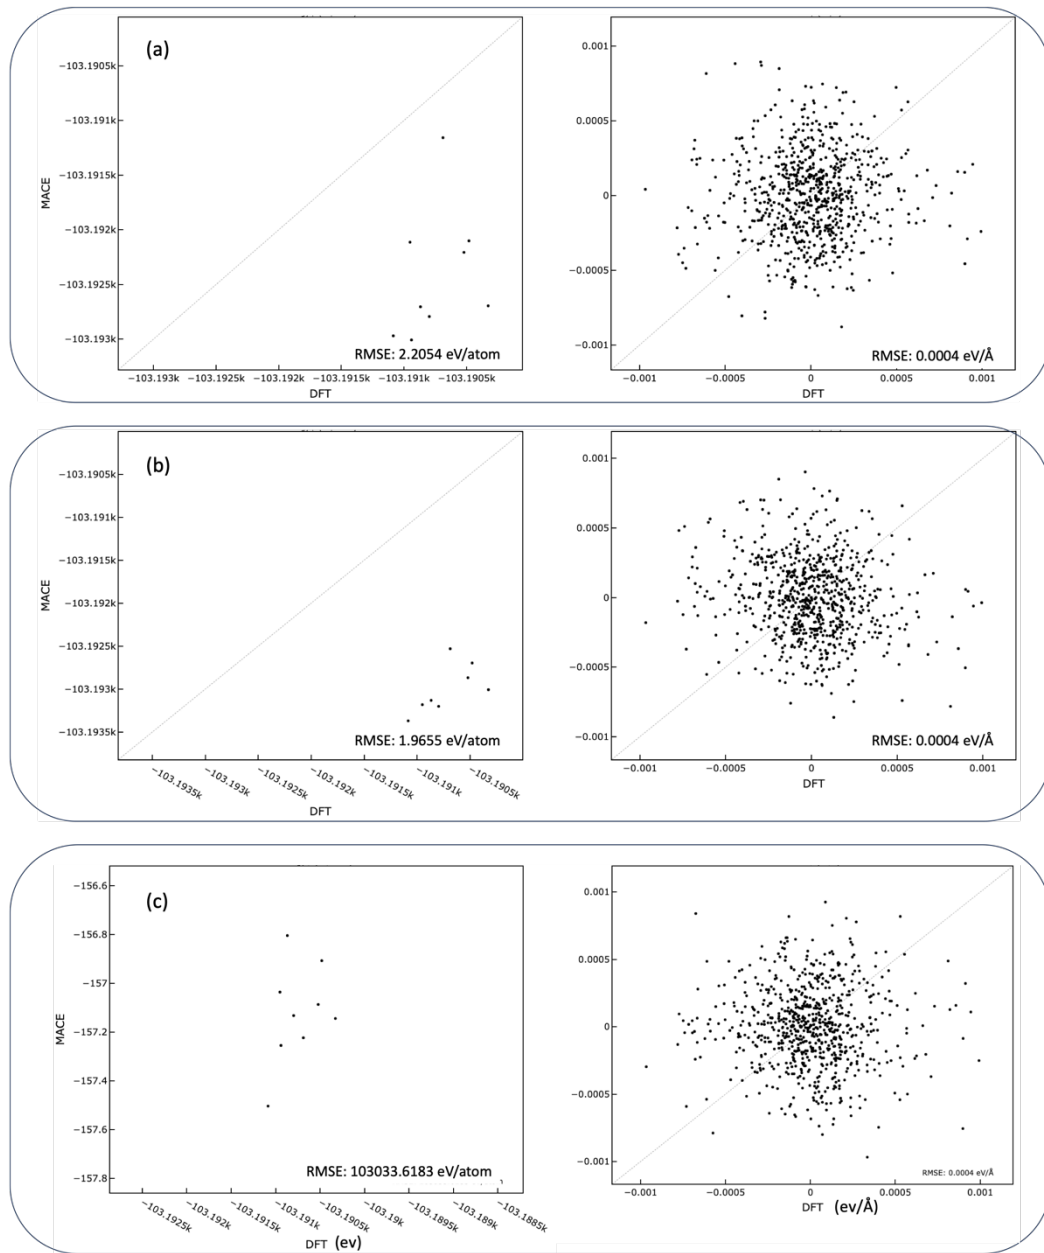 (a)
−103.1905k
−103.191k
−103.1915k
−103.192k
−103.1925k
−103.193k
MACE
RMSE: 2.2054 eV/atom
−103.193k −103.1925k −103.192k −103.1915k −103.191k −103.1905k
DFT
0.001
0.0005
0
−0.0005
−0.001
RMSE: 0.0004 eV/Å
−0.001 −0.0005 0 0.0005 0.001
DFT
(b)
−103.1905k
−103.191k
−103.1915k
−103.192k
−103.1925k
−103.193k
−103.1935k
MACE
RMSE: 1.9655 eV/atom
−103.1935k −103.193k −103.1925k −103.192k −103.1915k −103.191k −103.1905k
DFT
0.001
0.0005
0
−0.0005
−0.001
RMSE: 0.0004 eV/Å
−0.001 −0.0005 0 0.0005 0.001
DFT
(c)
−156.6
−156.8
−157
−157.2
−157.4
−157.6
−157.8
MACE
RMSE: 103033.6183 eV/atom
−103.1925k −103.192k −103.1915k −103.191k −103.1905k −103.19k −103.1895k −103.189k −103.1885k
DFT (ev)
0.001
0.0005
0
−0.0005
−0.001
RMSE: 0.0004 eV/Å
−0.001 −0.0005 0 0.0005 0.001
DFT (ev/Å)